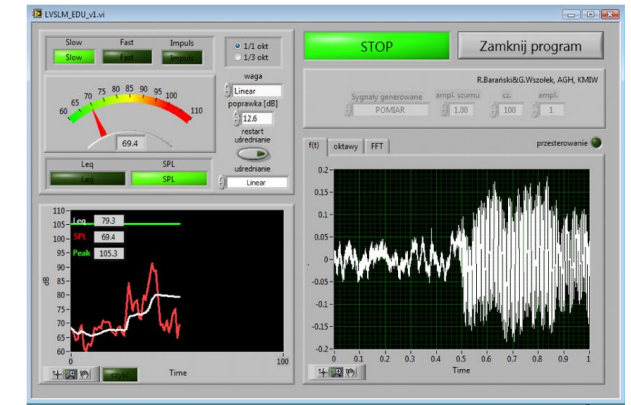 LVSLM_EDU_v1.vi
Slow Fast Impuls
Slow Fast Impuls
1/1 okt
1/3 okt
waga
Linear
poprawka [dB]
12.6
restart
uśrednianie
uśrednianie
Linear
60 65 70 75 80 85 90 95 100 110
69.4
Leq SPL
Leq SPL
STOP
Zamknij program
R.Barański&G.Wszołek, AGH, KMIW
Sygnały generowane ampl. szumu cz. ampl.
POMIAR 1.00 100 1
f(t) oktawy FFT
przesterowanie
0.2
0.15
0.1
0.05
0
-0.05
-0.1
-0.15
-0.2
0 0.1 0.2 0.3 0.4 0.5 0.6 0.7 0.8 0.9 1
Time
110
105
100
95
90
85
80
75
70
65
60
dB
Leq 79.3
SPL 69.4
Peak 105.3
0 100
Time